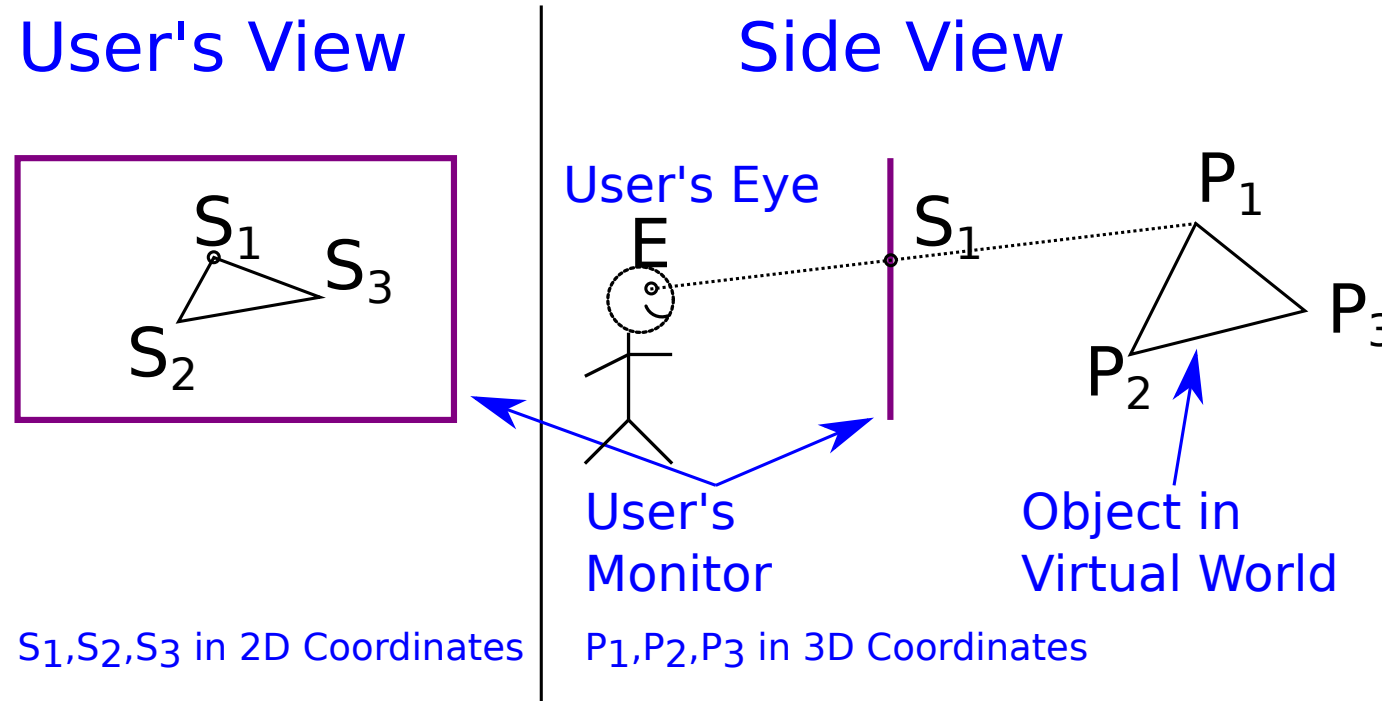 User's View
Side View
S1
S3
S2
User's Eye
E
S1
P1
P2
P3
User's
Monitor
Object in
Virtual World
S1,S2,S3 in 2D Coordinates
P1,P2,P3 in 3D Coordinates